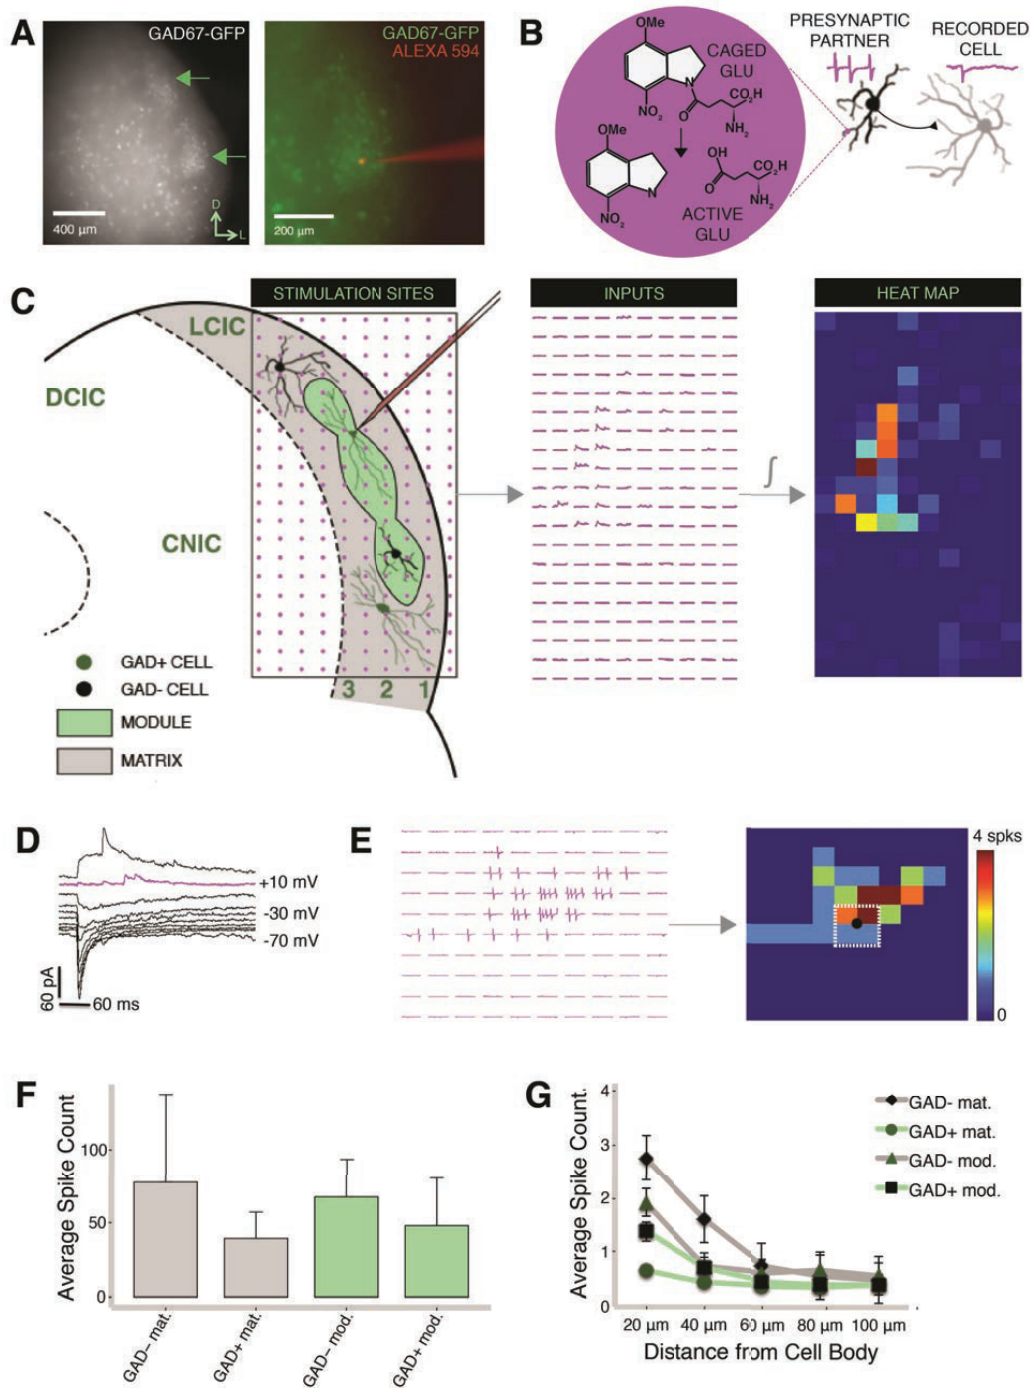 A
GAD67-GFP
400 µm
D
L
GAD67-GFP
ALEXA 594
200 µm
B
PRESYNAPTIC
PARTNER
RECORDED
CELL
OMe
CAGED
GLU
N
NO₂
O
CO₂H
NH₂
OMe
OH
CO₂H
O
N
NH₂
NO₂
ACTIVE
GLU
C
STIMULATION SITES
INPUTS
HEAT MAP
LCIC
DCIC
CNIC
∫
3 2 1
GAD+ CELL
GAD- CELL
MODULE
MATRIX
D
+10 mV
-30 mV
-70 mV
60 pA
60 ms
E
4 spks
0
F
Average Spike Count
100
50
0
GAD− mat.
GAD+ mat.
GAD− mod.
GAD+ mod.
G
Average Spike Count.
4
3
2
1
0
GAD- mat.
GAD+ mat.
GAD- mod.
GAD+ mod.
20 µm 40 µm 60 µm 80 µm 100 µm
Distance from Cell Body